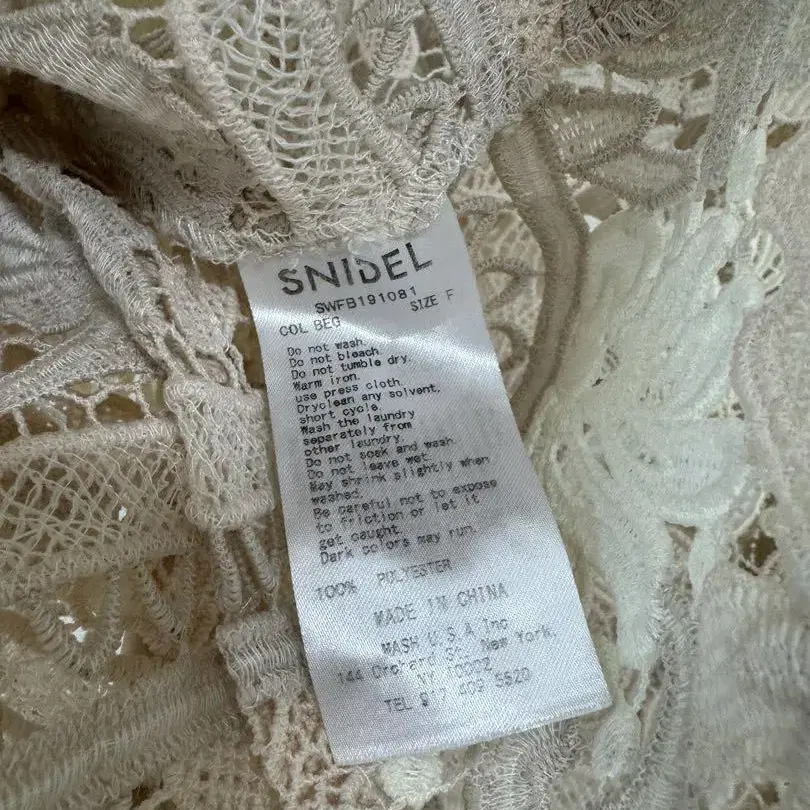 SNIDEL
SWFB191081
COL BEG SIZE F
Do not wash.
Do not bleach.
Do not tumble dry.
Warm iron.
use press cloth.
Dryclean any solvent,
short cycle.
Wash the laundry
separately from
other laundry.
Do not soak and wash.
Do not leave wet.
May shrink slightly when
washed.
Be careful not to expose
to friction or let it
get caught.
Dark colors may run.
100% POLYESTER
MADE IN CHINA
MASH U.S.A Inc
144 Orchard St. New York,
NY 10002
TEL 917 409 5520